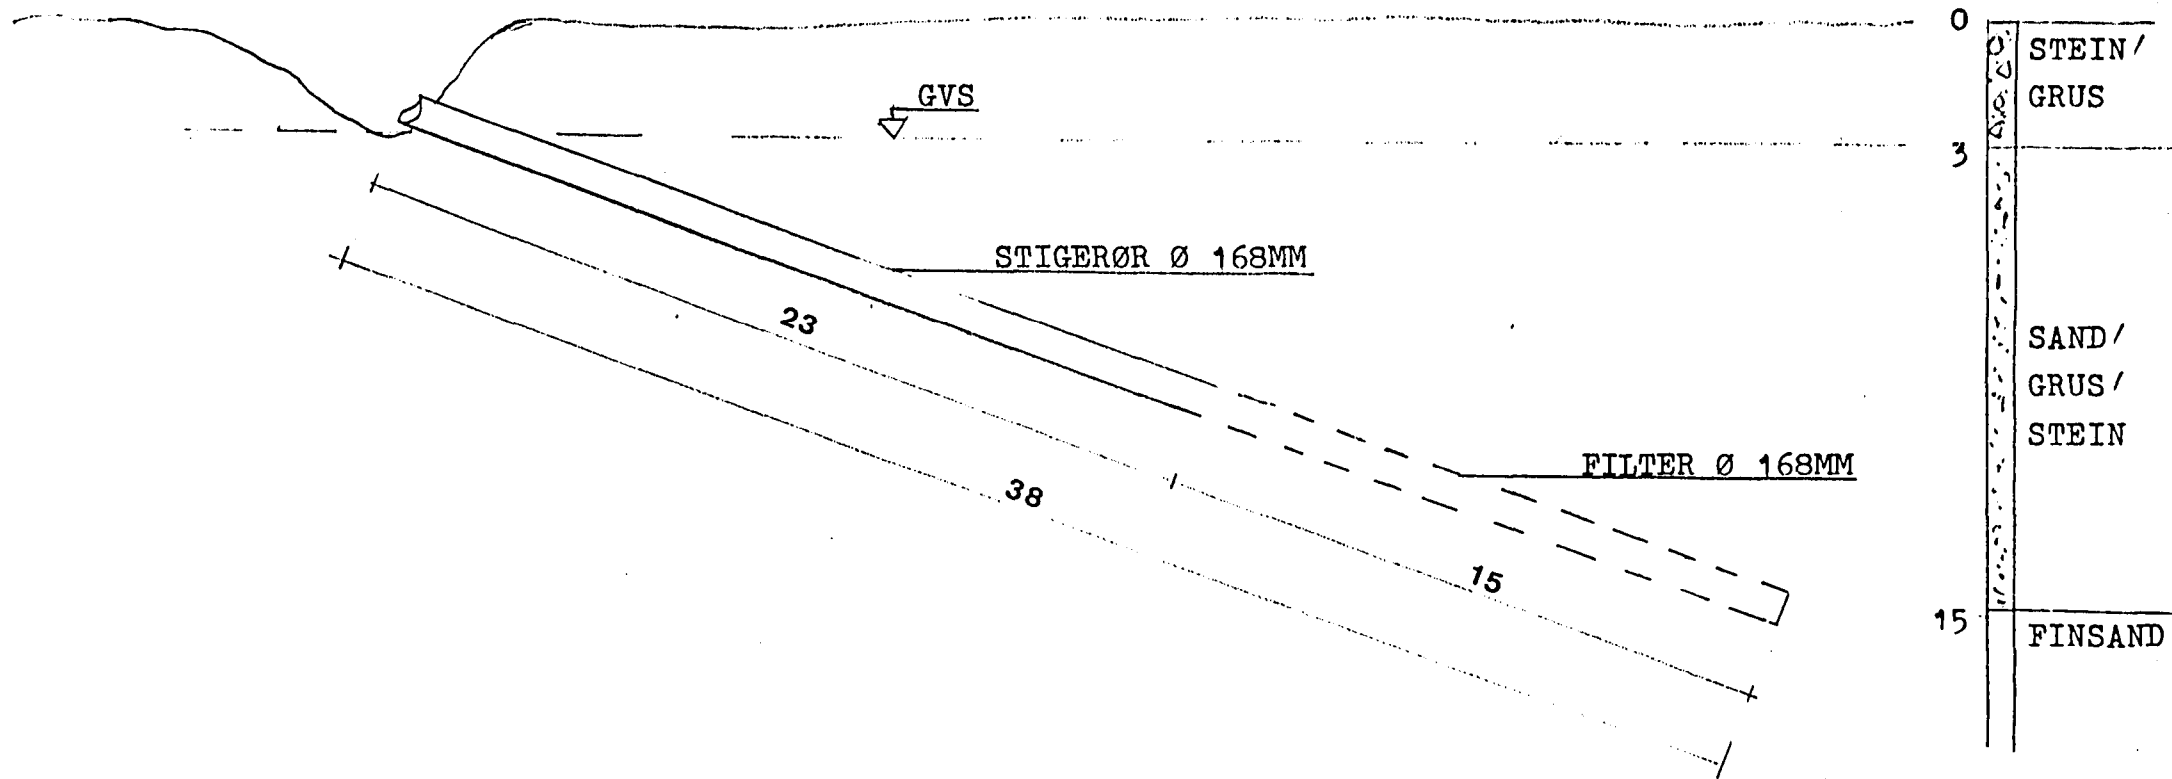 0
STEIN/
GRUS
GVS
3
STIGERØR Ø 168MM
23
SAND/
GRUS/
STEIN
FILTER Ø 168MM
38
15
15
FINSAND